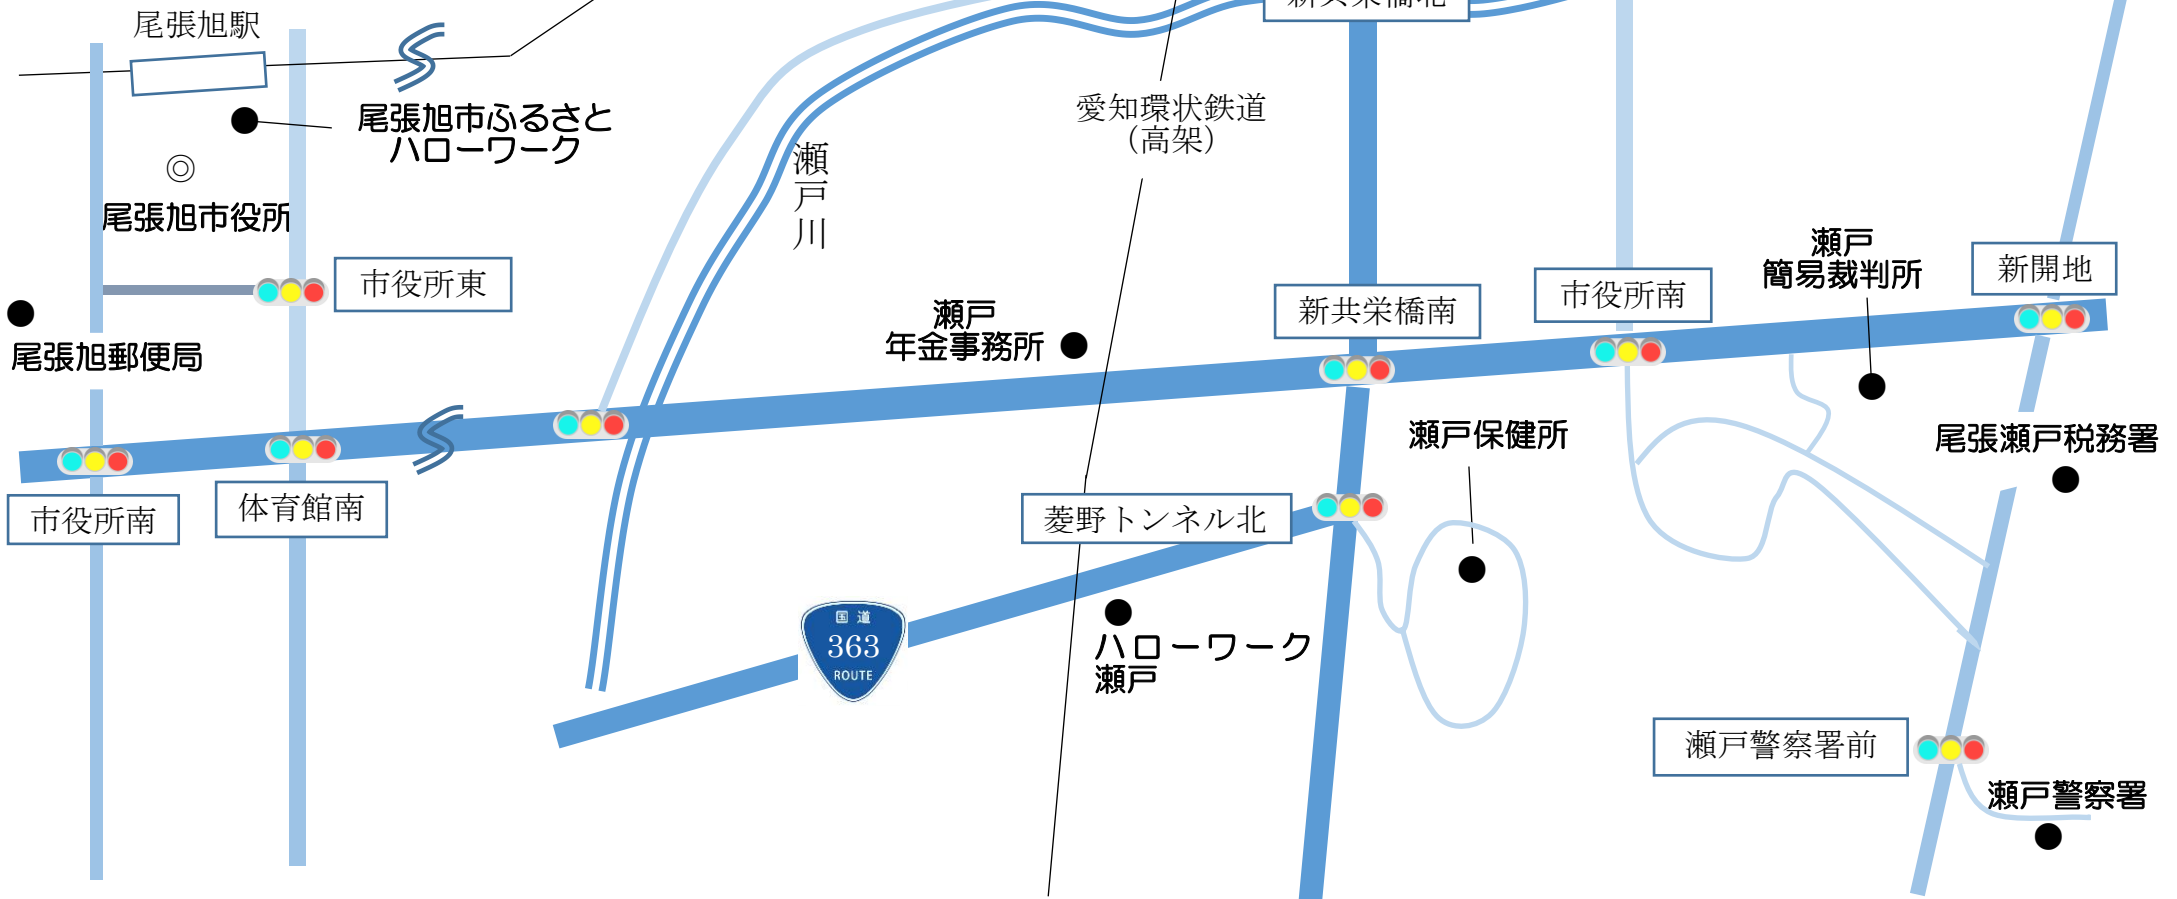 新共栄橋北
尾張旭駅
尾張旭市ふるさと
ハローワーク
愛知環状鉄道
（高架）
瀬戸川
尾張旭市役所
市役所東
瀬戸
簡易裁判所
新開地
瀬戸
年金事務所
新共栄橋南
市役所南
尾張旭郵便局
瀬戸保健所
尾張瀬戸税務署
市役所南
体育館南
菱野トンネル北
国道
363
ROUTE
ハローワーク
瀬戸
瀬戸警察署前
瀬戸警察署